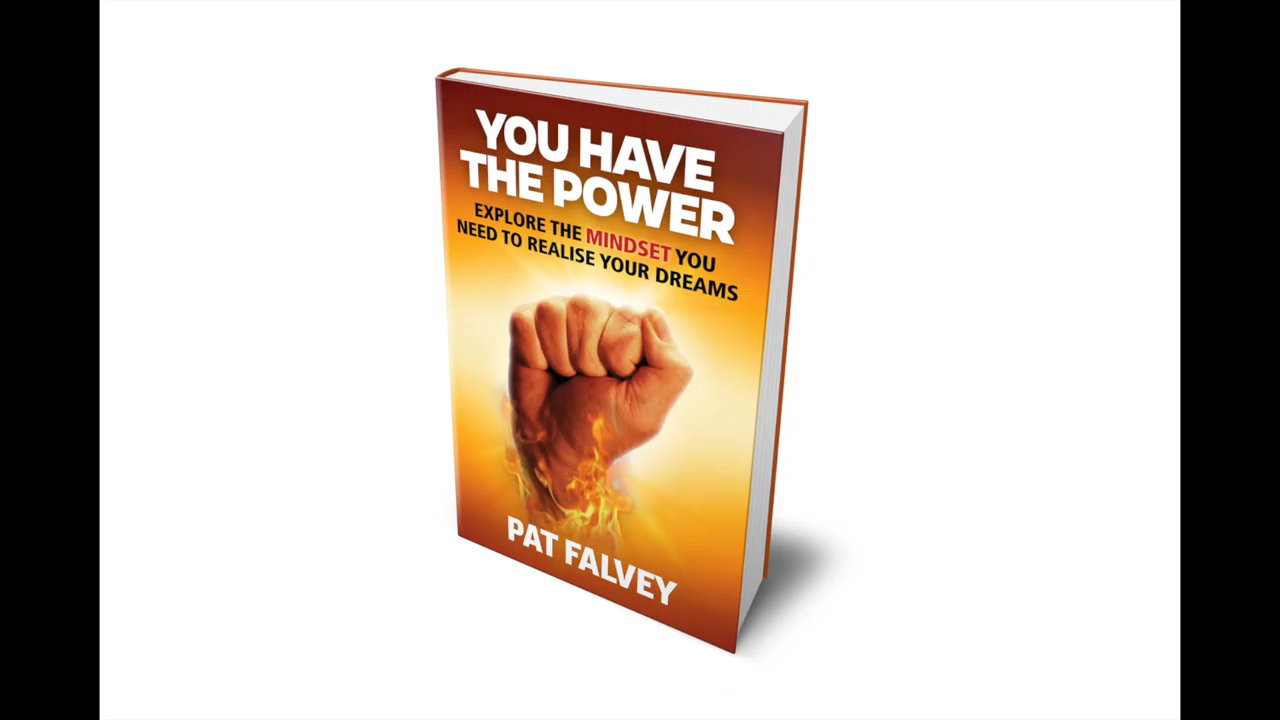 YOU HAVE
THE POWER
EXPLORE THE MINDSET YOU
NEED TO REALISE YOUR DREAMS
PAT FALVEY